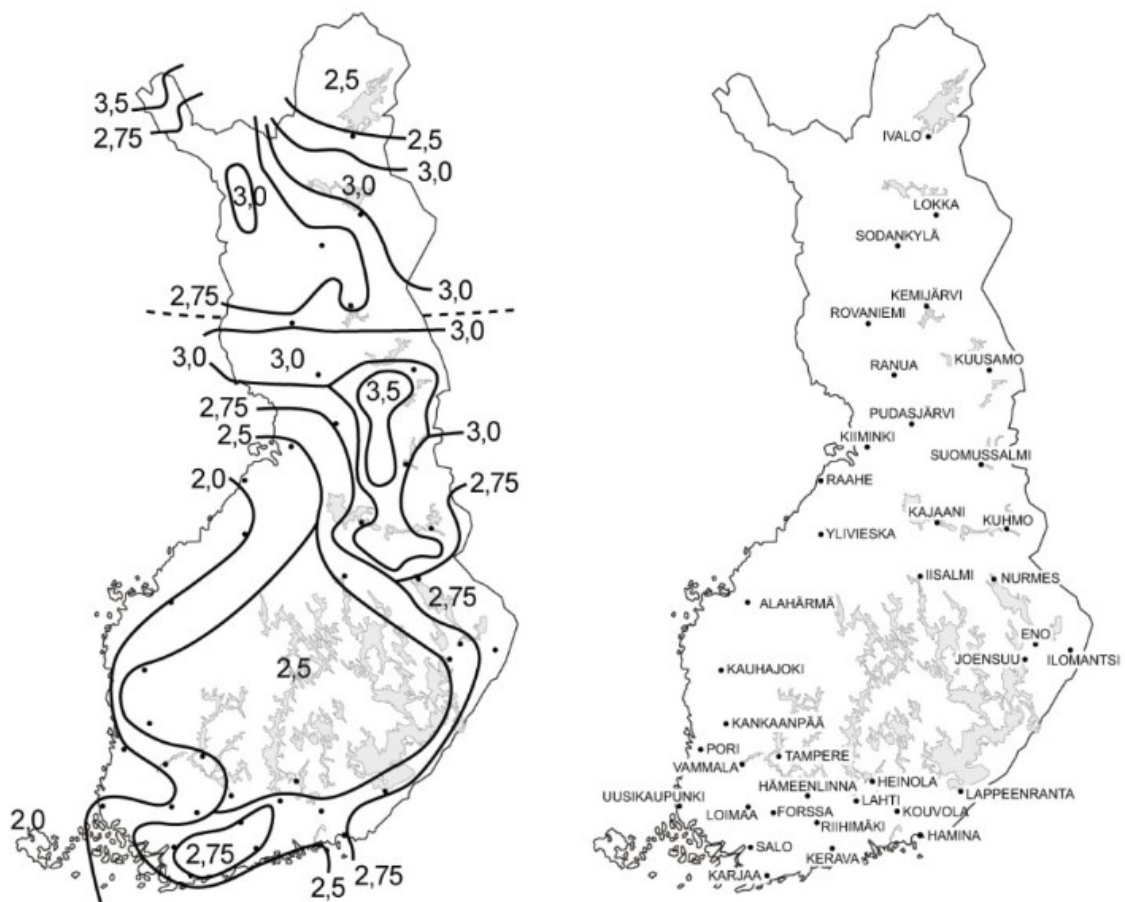 2,5
3,5
2,75
2,5
3,0
3,0
3,0
2,75
3,0
3,0
3,0
3,0
3,5
2,75
2,5
3,0
2,0
2,75
2,75
2,5
2,0
2,75
2,75
2,5
IVALO
LOKKA
SODANKYLÄ
KEMIJÄRVI
ROVANIEMI
RANUA
KUUSAMO
PUDASJÄRVI
KIIMINKI
SUOMUSSALMI
RAAHE
KAJAANI
KUHMO
YLIVIESKA
IISALMI
NURMES
ALAHÄRMÄ
ENO
JOENSUU
ILOMANTSI
KAUHAJOKI
KANKAANPÄÄ
PORI
TAMPERE
VAMMALA
HÄMEENLINNA
HEINOLA
UUSIKAUPUNKI
LAHTI
LAPPEENRANTA
LOIMAA
FORSSA
KOUVOLA
RIIHIMÄKI
HAMINA
SALO
KERAVA
KARJAA